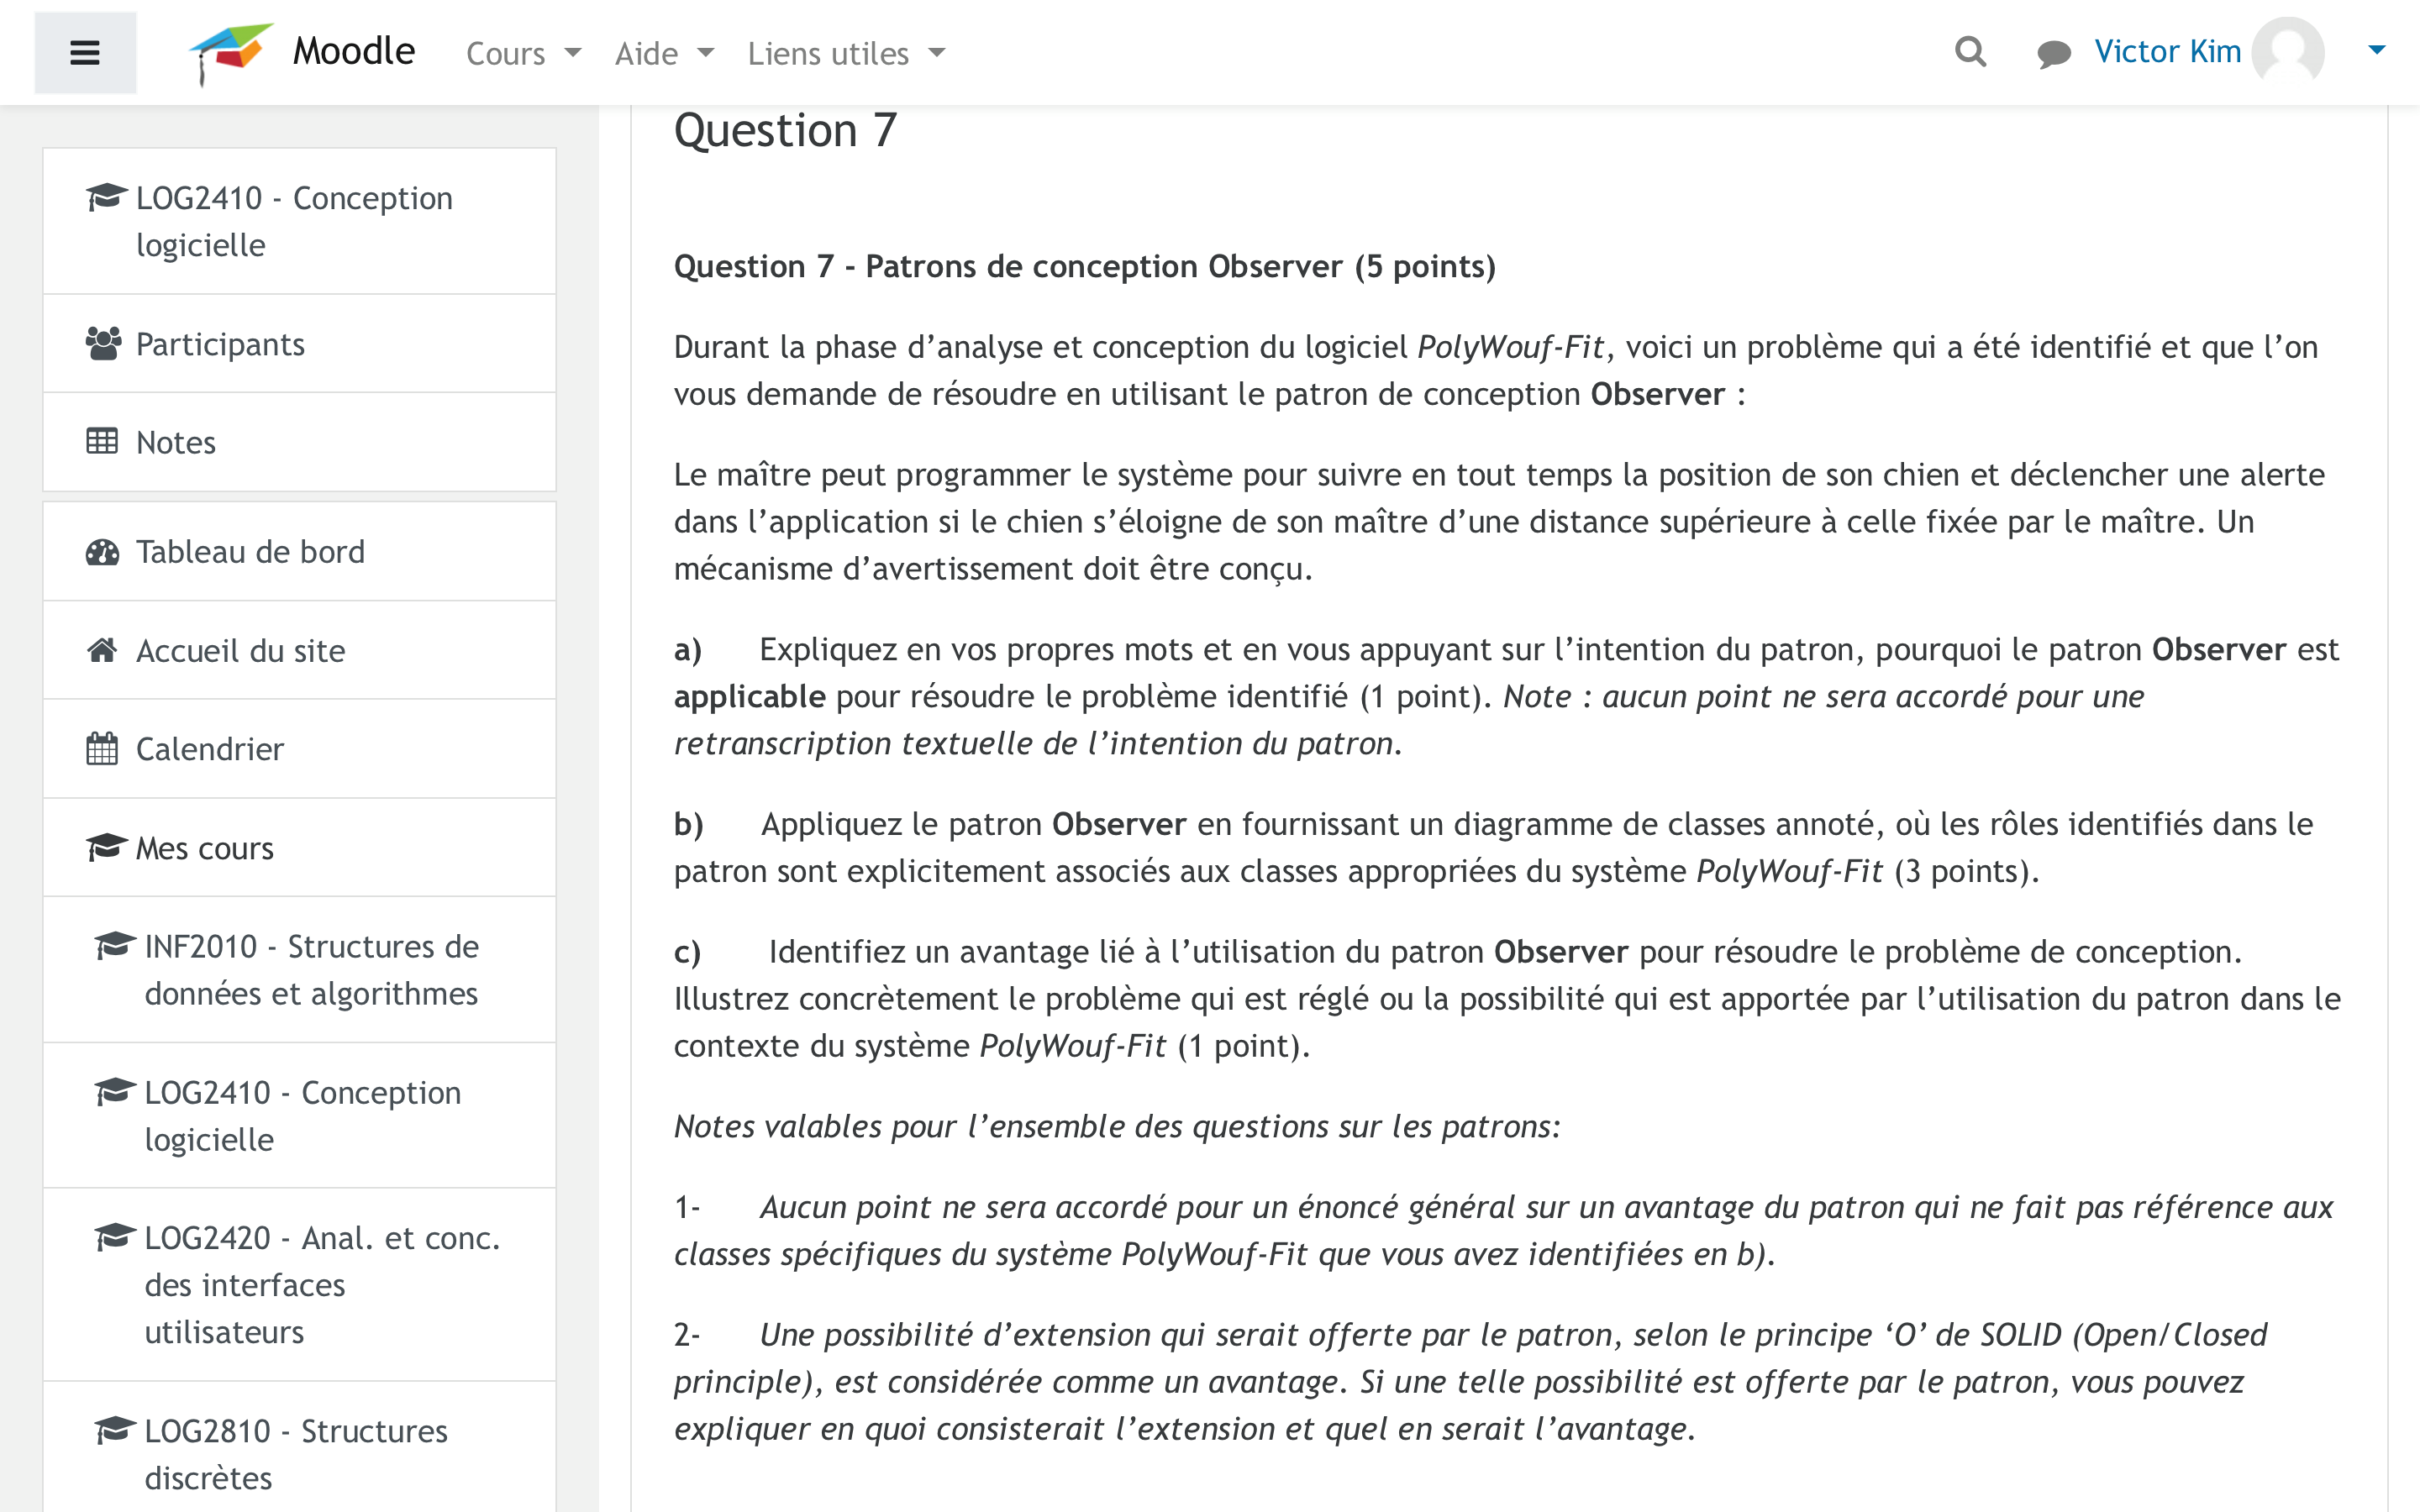 Moodle Cours Aide Liens utiles Victor Kim
LOG2410 - Conception
logicielle
Participants
Notes
Tableau de bord
Accueil du site
Calendrier
Mes cours
INF2010 - Structures de
données et algorithmes
LOG2410 - Conception
logicielle
LOG2420 - Anal. et conc.
des interfaces
utilisateurs
LOG2810 - Structures
discrètes
Question 7
Question 7 - Patrons de conception Observer (5 points)
Durant la phase d’analyse et conception du logiciel PolyWouf-Fit, voici un problème qui a été identifié et que l’on
vous demande de résoudre en utilisant le patron de conception Observer :
Le maître peut programmer le système pour suivre en tout temps la position de son chien et déclencher une alerte
dans l’application si le chien s’éloigne de son maître d’une distance supérieure à celle fixée par le maître. Un
mécanisme d’avertissement doit être conçu.
a) Expliquez en vos propres mots et en vous appuyant sur l’intention du patron, pourquoi le patron Observer est
applicable pour résoudre le problème identifié (1 point). Note : aucun point ne sera accordé pour une
retranscription textuelle de l’intention du patron.
b) Appliquez le patron Observer en fournissant un diagramme de classes annoté, où les rôles identifiés dans le
patron sont explicitement associés aux classes appropriées du système PolyWouf-Fit (3 points).
c) Identifiez un avantage lié à l’utilisation du patron Observer pour résoudre le problème de conception.
Illustrez concrètement le problème qui est réglé ou la possibilité qui est apportée par l’utilisation du patron dans le
contexte du système PolyWouf-Fit (1 point).
Notes valables pour l’ensemble des questions sur les patrons:
1- Aucun point ne sera accordé pour un énoncé général sur un avantage du patron qui ne fait pas référence aux
classes spécifiques du système PolyWouf-Fit que vous avez identifiées en b).
2- Une possibilité d’extension qui serait offerte par le patron, selon le principe ‘O’ de SOLID (Open/Closed
principle), est considérée comme un avantage. Si une telle possibilité est offerte par le patron, vous pouvez
expliquer en quoi consisterait l’extension et quel en serait l’avantage.